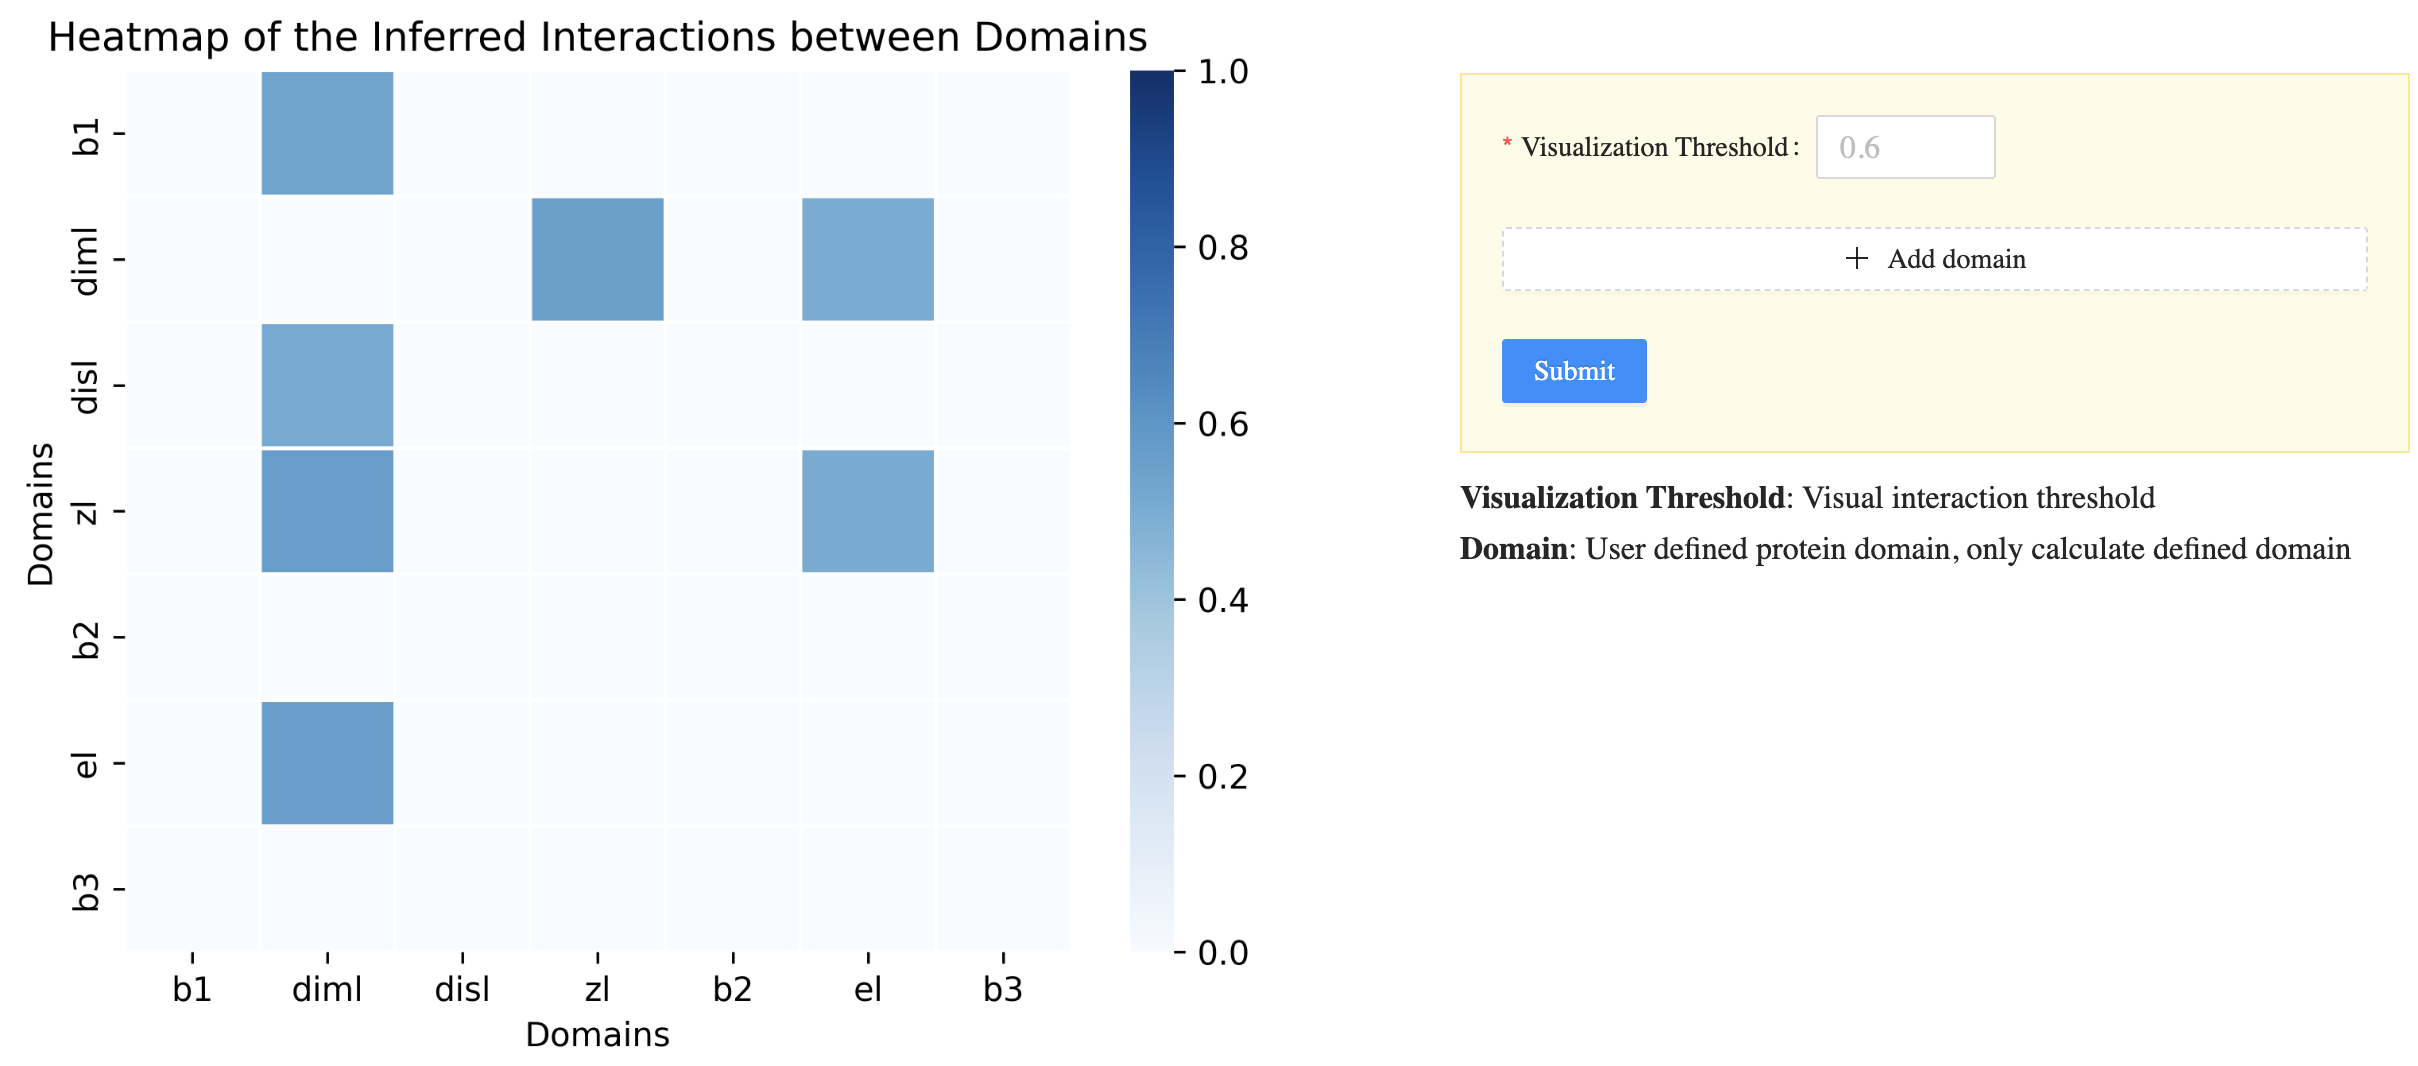 Heatmap of the Inferred Interactions between Domains
Domains
b1
diml
disl
zl
b2
el
b3
b1 diml disl zl b2 el b3
Domains
1.0
0.8
0.6
0.4
0.2
0.0
* Visualization Threshold: 0.6
+ Add domain
Submit
Visualization Threshold: Visual interaction threshold
Domain: User defined protein domain, only calculate defined domain